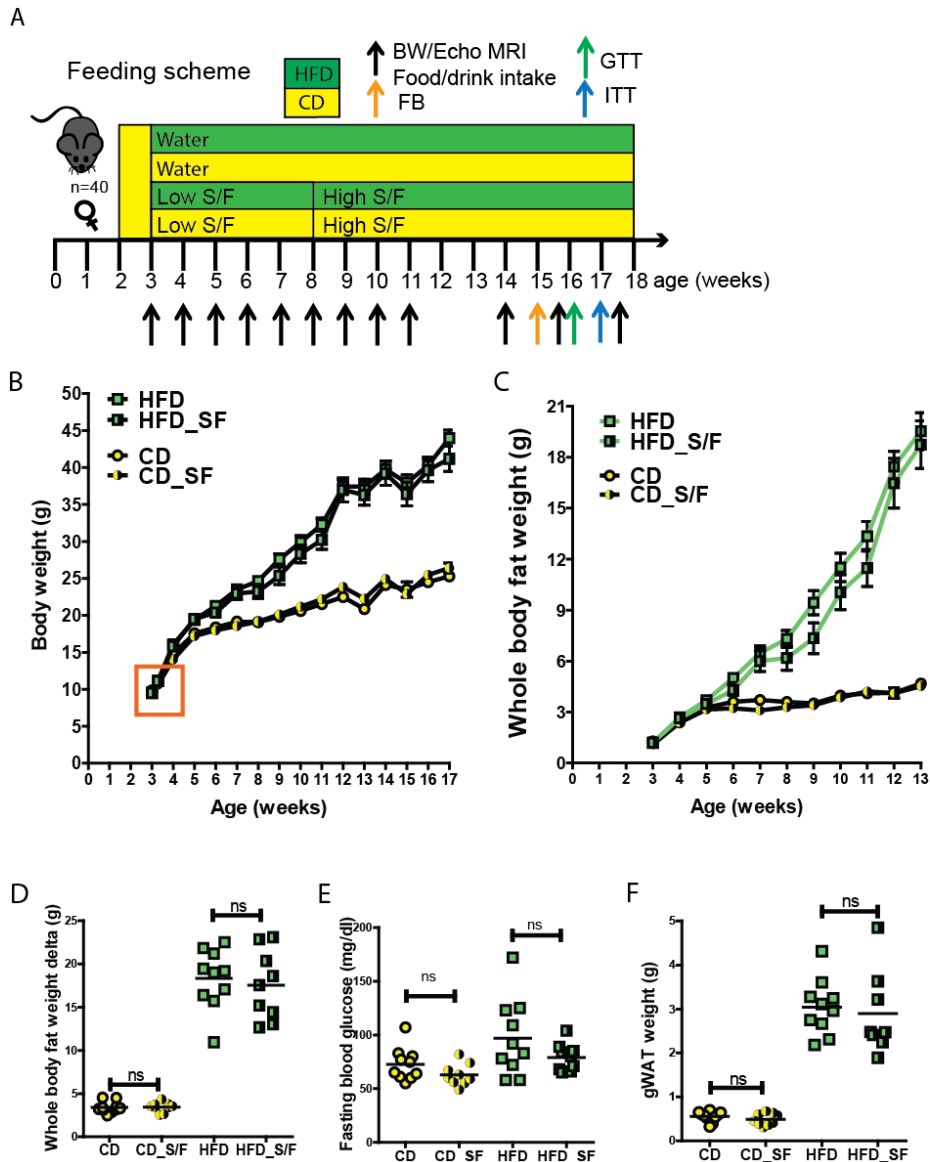 A
Feeding scheme
HFD
CD
BW/Echo MRI
Food/drink intake
FB
GTT
ITT
n=40
Water
Water
Low S/F High S/F
Low S/F High S/F
0 1 2 3 4 5 6 7 8 9 10 11 12 13 14 15 16 17 18 age (weeks)
B
HFD
HFD_SF
CD
CD_SF
Body weight (g)
50
45
40
35
30
25
20
15
10
5
0
0 1 2 3 4 5 6 7 8 9 10 11 12 13 14 15 16 17
Age (weeks)
C
HFD
HFD_S/F
CD
CD_S/F
Whole body fat weight (g)
21
18
15
12
9
6
3
0
0 1 2 3 4 5 6 7 8 9 10 11 12 13
Age (weeks)
D
Whole body fat weight delta (g)
25
20
15
10
5
0
ns
ns
CD CD_S/F HFD HFD_S/F
E
Fasting blood glucose (mg/dl)
200
150
100
50
0
ns
ns
CD CD_SF HFD HFD_SF
F
gWAT weight (g)
5
4
3
2
1
0
ns
ns
CD CD_SF HFD HFD_SF